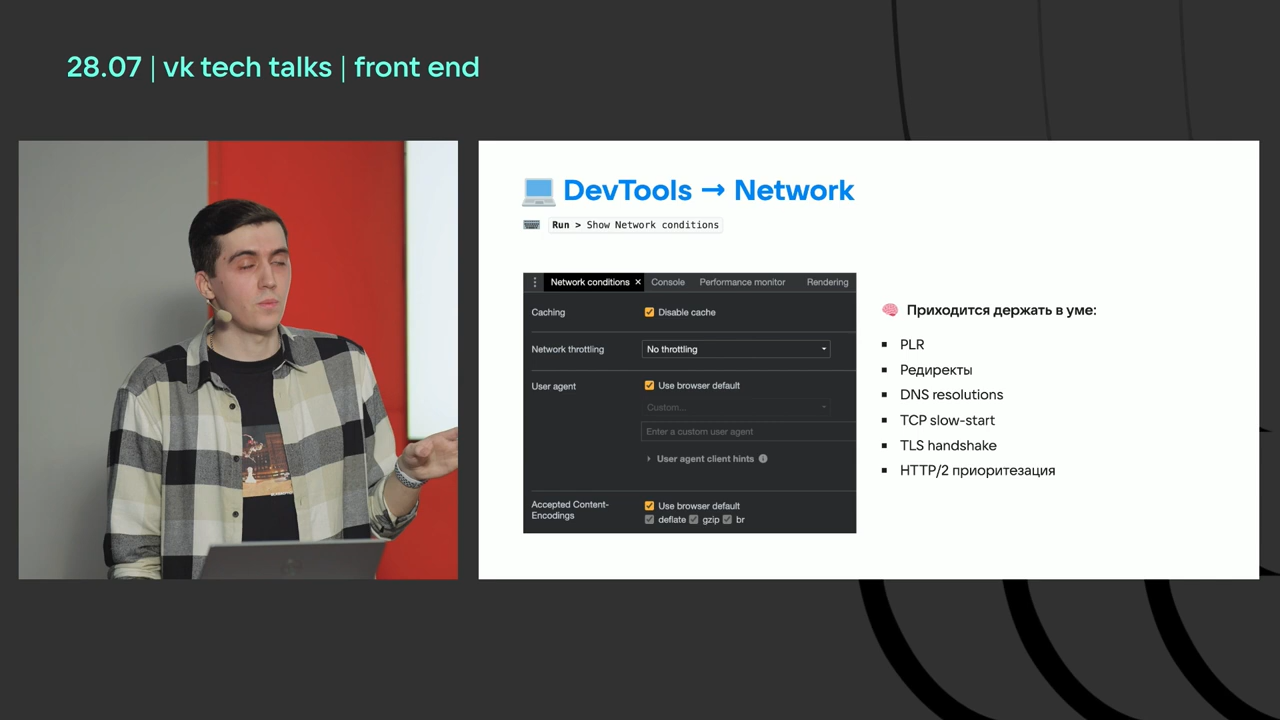 28.07 | vk tech talks | front end
DevTools → Network
Run > Show Network conditions
Network conditions × Console Performance monitor Rendering
Caching Disable cache
Network throttling No throttling
User agent Use browser default
Custom...
Enter a custom user agent
User agent client hints
Accepted Content-Encodings Use browser default
deflate gzip br
Приходится держать в уме:
PLR
Редиректы
DNS resolutions
TCP slow-start
TLS handshake
HTTP/2 приоритезация